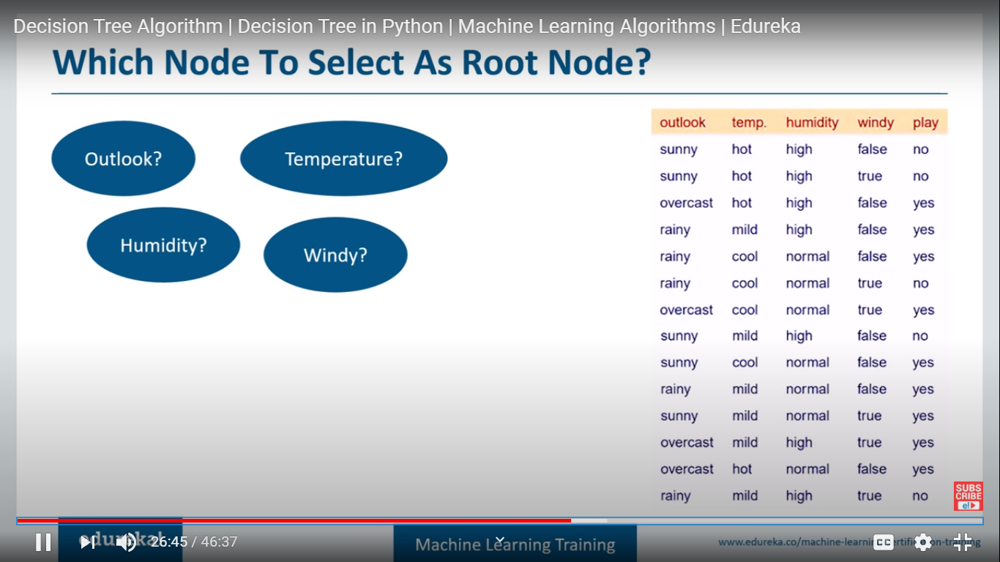 Decision Tree Algorithm | Decision Tree in Python | Machine Learning Algorithms | Edureka
Which Node To Select As Root Node?
Outlook?
Temperature?
Humidity?
Windy?
outlook temp. humidity windy play
sunny hot high false no
sunny hot high true no
overcast hot high false yes
rainy mild high false yes
rainy cool normal false yes
rainy cool normal true no
overcast cool normal true yes
sunny mild high false no
sunny cool normal false yes
rainy mild normal false yes
sunny mild normal true yes
overcast mild high true yes
overcast hot normal false yes
rainy mild high true no
SUBS
CRIBE
e!
edureka!
26:45 / 46:37
Machine Learning Training
www.edureka.co/machine-learning-certification-training
CC